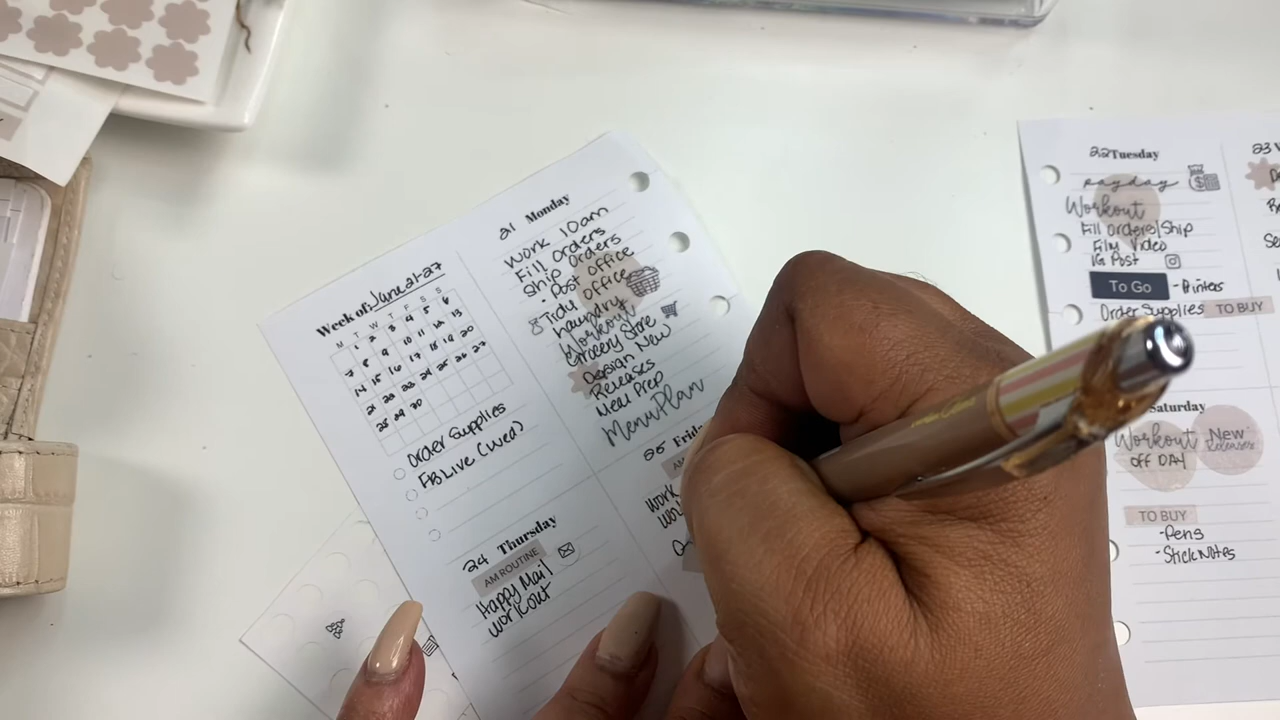 Week of: June 21-27
M T W T F S S
1 2 3 4 5 6
7 8 9 10 11 12 13
14 15 16 17 18 19 20
21 22 23 24 25 26 27
28 29 30
Order Supplies
FB Live (Wed)
21 Monday
Work 10am
Fill Orders
Ship Orders
- Post Office
Tidy Office
Laundry
Workout
Grocery Store
Design New
Releases
Meal Prep
Menu Plan
24 Thursday
AM ROUTINE
Happy Mail
Workout
25 Frida
AM
Work
22 Tuesday
payday
Workout
Fill Orders/Ship
Film Video
IG Post
To Go
Order Supplies TO BUY
23
Saturday
Workout
off DAY
New
Releases
TO BUY
- Pens
- Stick Notes